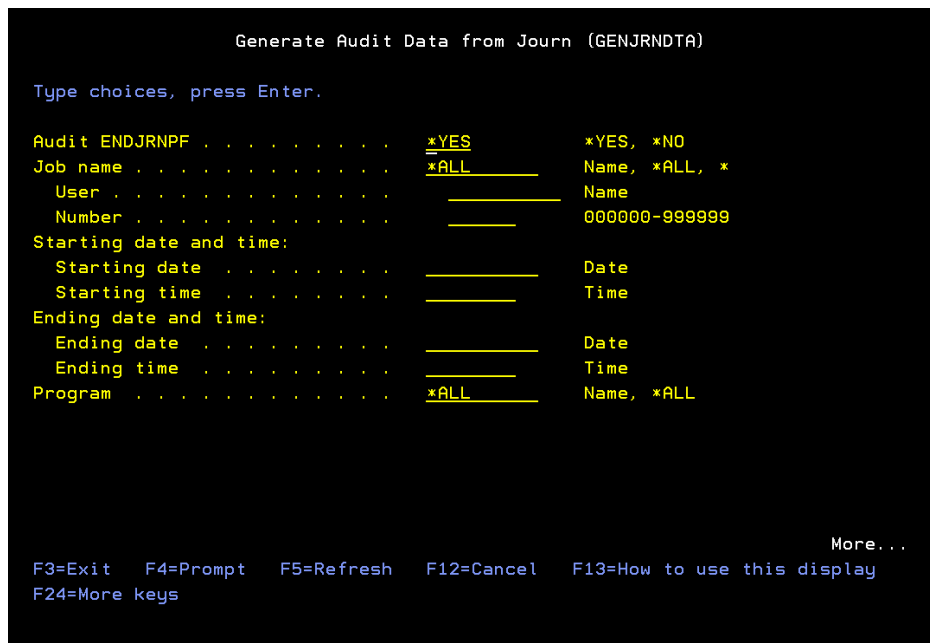 Generate Audit Data from Journ (GENJRNDTA)
Type choices, press Enter.
Audit ENDJRNPF . . . . . . . . . *YES *YES, *NO
Job name . . . . . . . . . . . . *ALL Name, *ALL, *
User . . . . . . . . . . . . . Name
Number . . . . . . . . . . . . 000000-999999
Starting date and time:
Starting date . . . . . . . . Date
Starting time . . . . . . . . Time
Ending date and time:
Ending date . . . . . . . . . Date
Ending time . . . . . . . . . Time
Program . . . . . . . . . . . . *ALL Name, *ALL
More...
F3=Exit F4=Prompt F5=Refresh F12=Cancel F13=How to use this display
F24=More keys